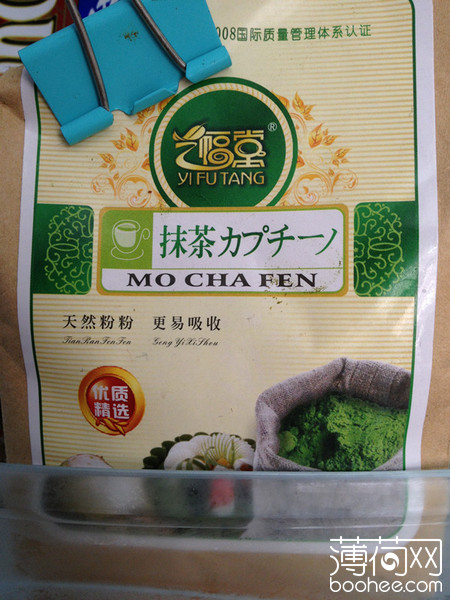 008国际质量管理体系认证
艺福堂®
YI FU TANG
抹茶カプチーノ
MO CHA FEN
天然粉粉 更易吸收
TianRanFenFen GengYiXiShou
优质
精选
薄荷网
boohee.com